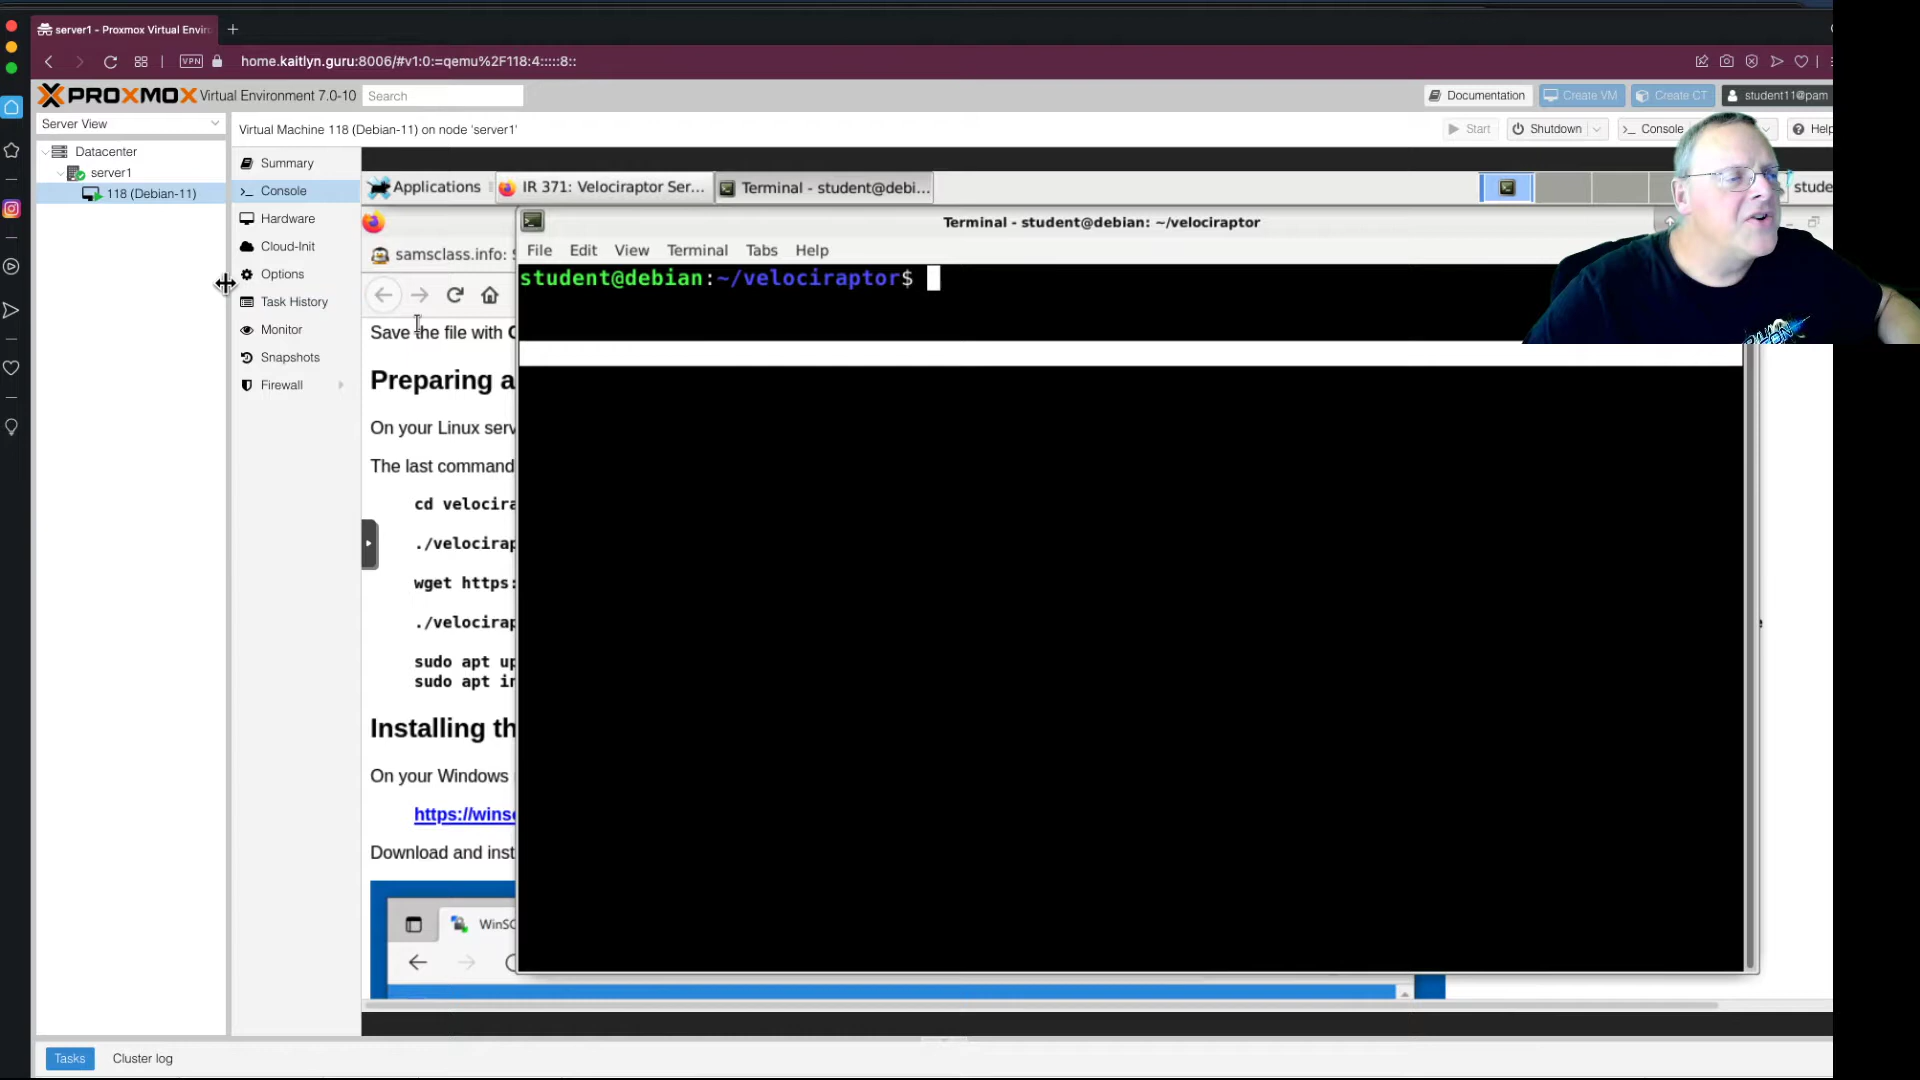 server1 - Proxmox Virtual Enviro
VPN
home.kaitlyn.guru:8006/#v1:0:=qemu%2F118:4:::::8::
PROXMOX Virtual Environment 7.0-10
Search
Documentation
Create VM
Create CT
student11@pam
Server View
Virtual Machine 118 (Debian-11) on node 'server1'
Start
Shutdown
Console
Help
Datacenter
server1
118 (Debian-11)
Summary
Console
Hardware
Cloud-Init
Options
Task History
Monitor
Snapshots
Firewall
Applications
IR 371: Velociraptor Ser...
Terminal - student@debi...
stude
Terminal - student@debian: ~/velociraptor
samsclass.info: S
File Edit View Terminal Tabs Help
student@debian:~/velociraptor$
Save the file with
Preparing a
On your Linux serv
The last command
cd velocira
./velocirap
wget https:
./velocirap
sudo apt up
sudo apt in
Installing th
On your Windows
https://winsc
Download and inst
WinSC
Tasks
Cluster log